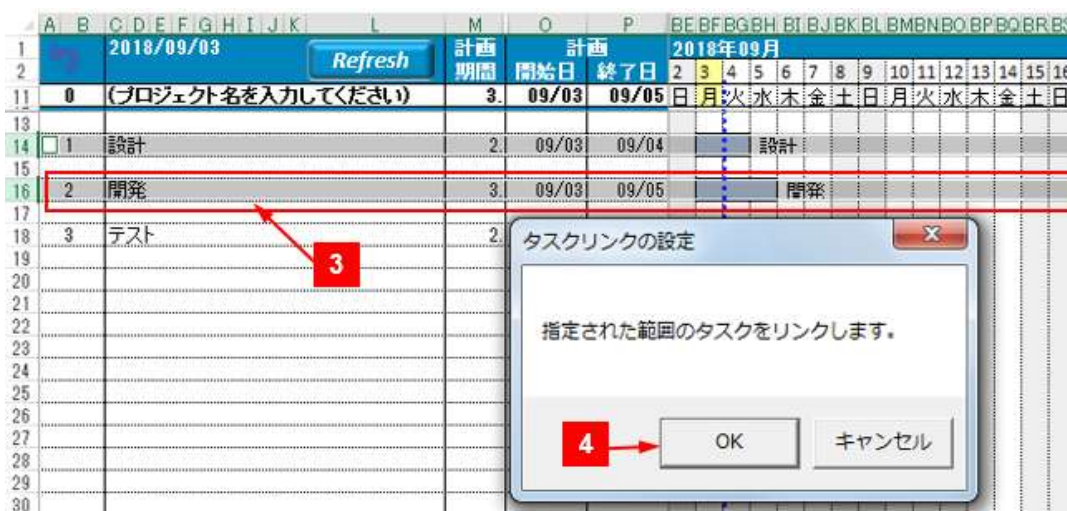 A B C D E F G H I J K L M O P BE BF BG BH BI BJ BK BL BM BN BO BP BQ BR BS
1 2018/09/03 Refresh 計画 計画 2018年09月
2 期間 開始日 終了日 2 3 4 5 6 7 8 9 10 11 12 13 14 15 16
11 0 (プロジェクト名を入力してください) 3. 09/03 09/05 日 月 火 水 木 金 土 日 月 火 水 木 金 土 日
13
14 1 設計 2. 09/03 09/04 設計
15
16 2 開発 3. 09/03 09/05 開発
17
18 3 テスト 2.
19
20
21
22
23
24
25
26
27
28
29
30
3
タスクリンクの設定
指定された範囲のタスクをリンクします。
4
OK キャンセル